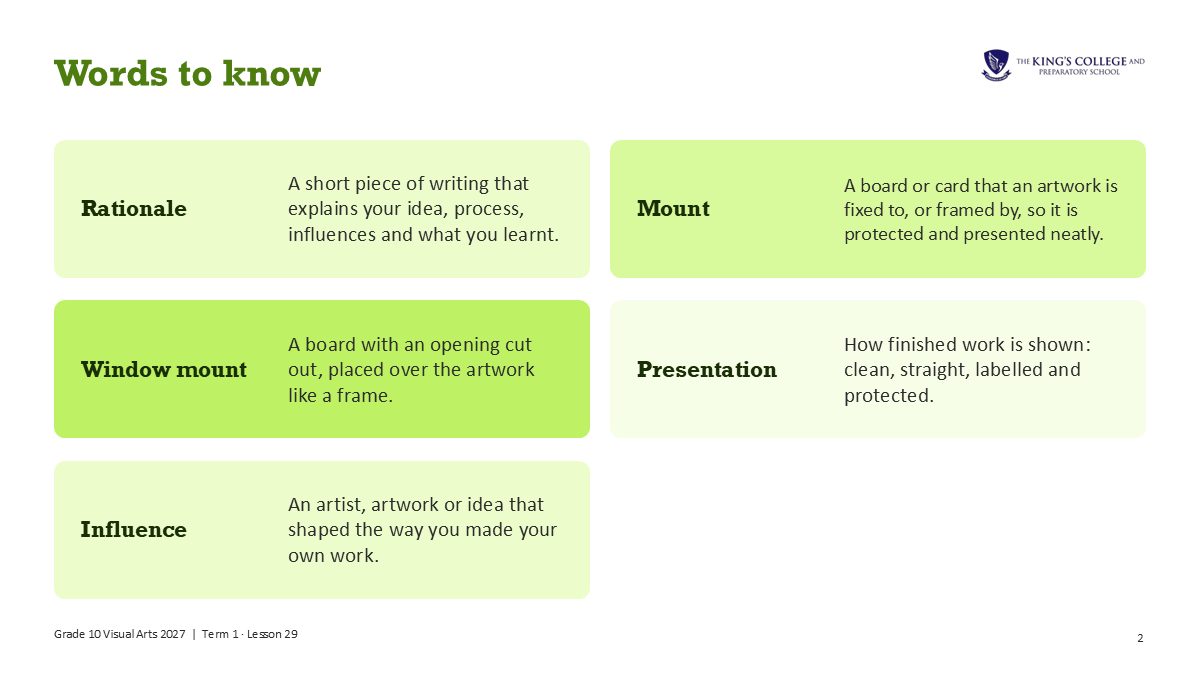 Words to know
THE KING'S COLLEGE AND
PREPARATORY SCHOOL
Rationale
A short piece of writing that
explains your idea, process,
influences and what you learnt.
Mount
A board or card that an artwork is
fixed to, or framed by, so it is
protected and presented neatly.
Window mount
A board with an opening cut
out, placed over the artwork
like a frame.
Presentation
How finished work is shown:
clean, straight, labelled and
protected.
Influence
An artist, artwork or idea that
shaped the way you made your
own work.
Grade 10 Visual Arts 2027 | Term 1 · Lesson 29
2